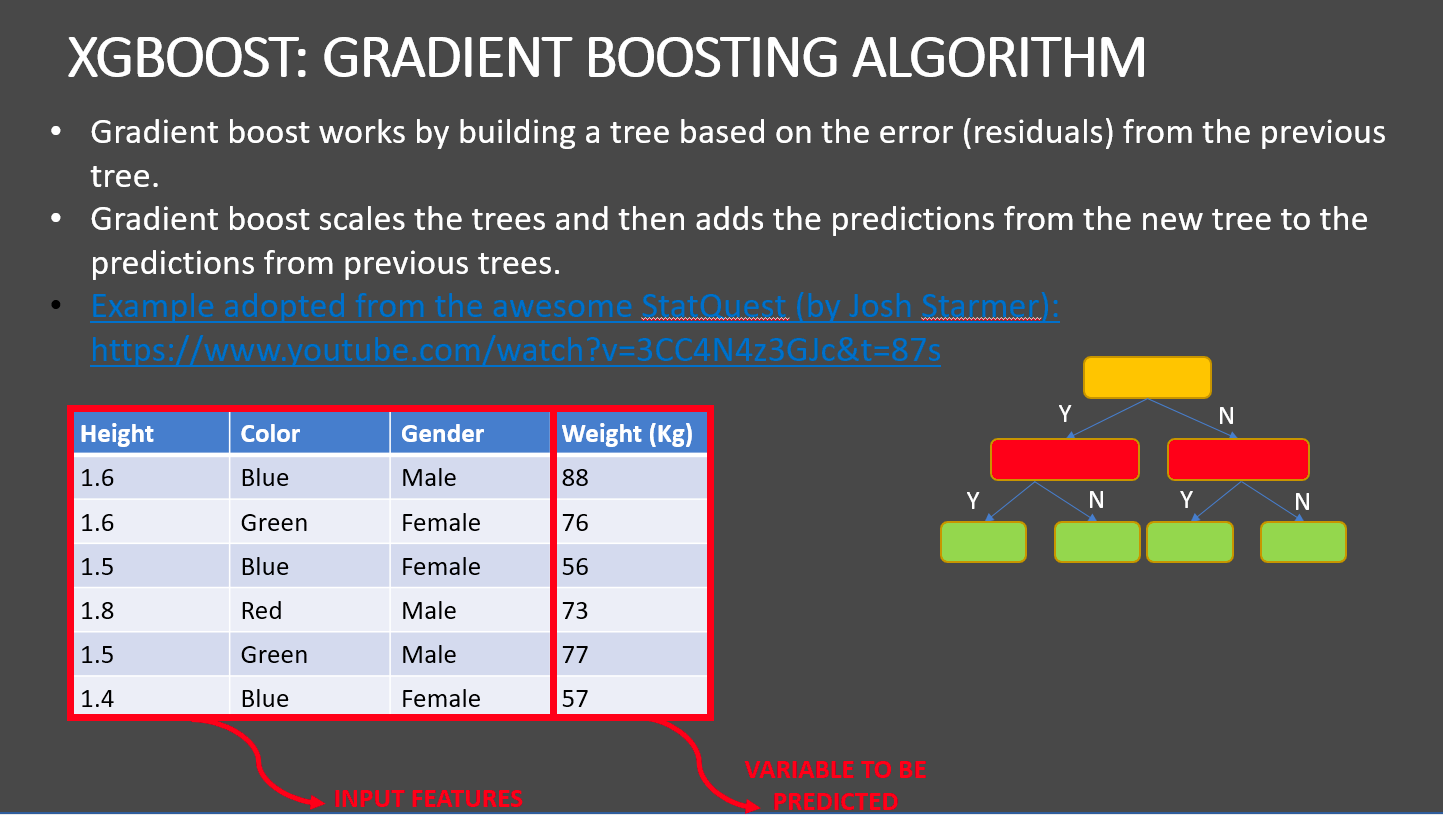 XGBOOST: GRADIENT BOOSTING ALGORITHM
• Gradient boost works by building a tree based on the error (residuals) from the previous
tree.
• Gradient boost scales the trees and then adds the predictions from the new tree to the
predictions from previous trees.
• Example adopted from the awesome StatQuest (by Josh Starmer):
https://www.youtube.com/watch?v=3CC4N4z3GJc&t=87s
Height Color Gender Weight (Kg)
1.6 Blue Male 88
1.6 Green Female 76
1.5 Blue Female 56
1.8 Red Male 73
1.5 Green Male 77
1.4 Blue Female 57
Y N
Y N Y N
INPUT FEATURES
VARIABLE TO BE
PREDICTED